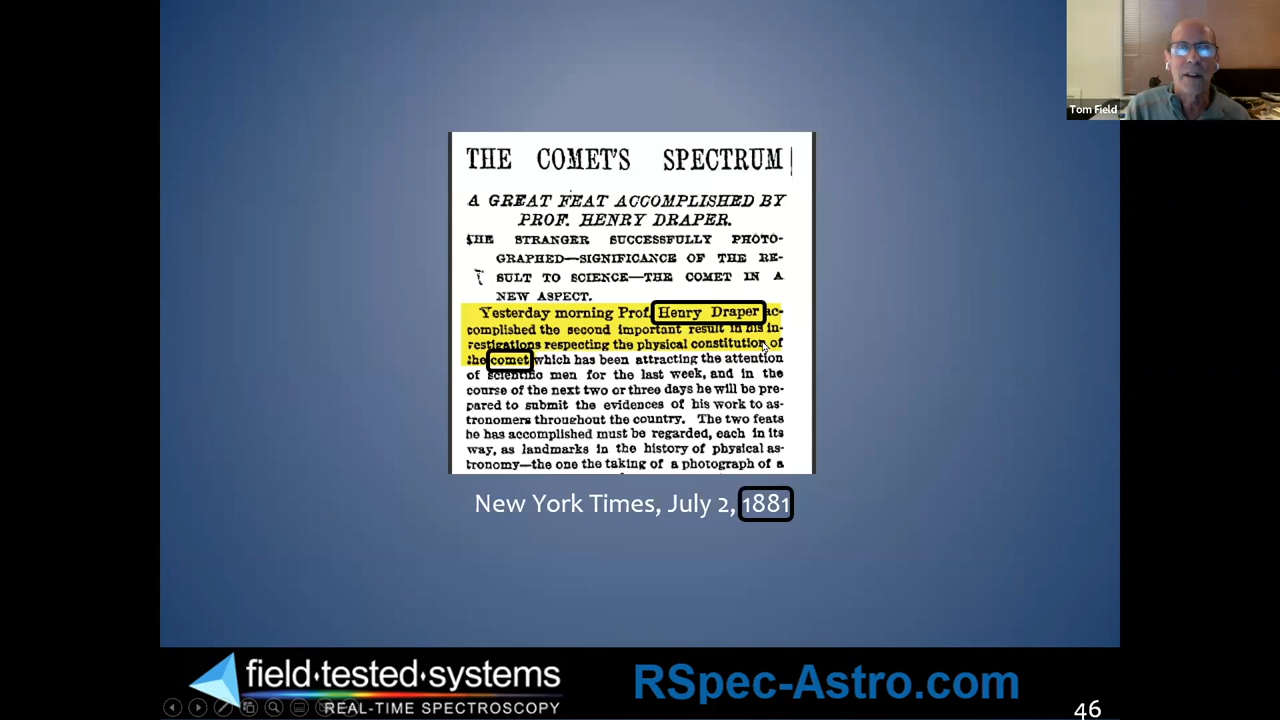 Tom Field
THE COMET'S SPECTRUM
A GREAT FEAT ACCOMPLISHED BY
PROF. HENRY DRAPER.
THE STRANGER SUCCESSFULLY PHOTO-
GRAPHED—SIGNIFICANCE OF THE RE-
SULT TO SCIENCE—THE COMET IN A
NEW ASPECT.
Yesterday morning Prof. Henry Draper ac-
complished the second important result in his in-
vestigations respecting the physical constitution of
the comet which has been attracting the attention
of scientific men for the last week, and in the
course of the next two or three days he will be pre-
pared to submit the evidences of his work to as-
tronomers throughout the country. The two feats
he has accomplished must be regarded, each in its
way, as landmarks in the history of physical as-
tronomy—the one the taking of a photograph of a
New York Times, July 2, 1881
field·tested·systems
REAL-TIME SPECTROSCOPY
RSpec-Astro.com
46